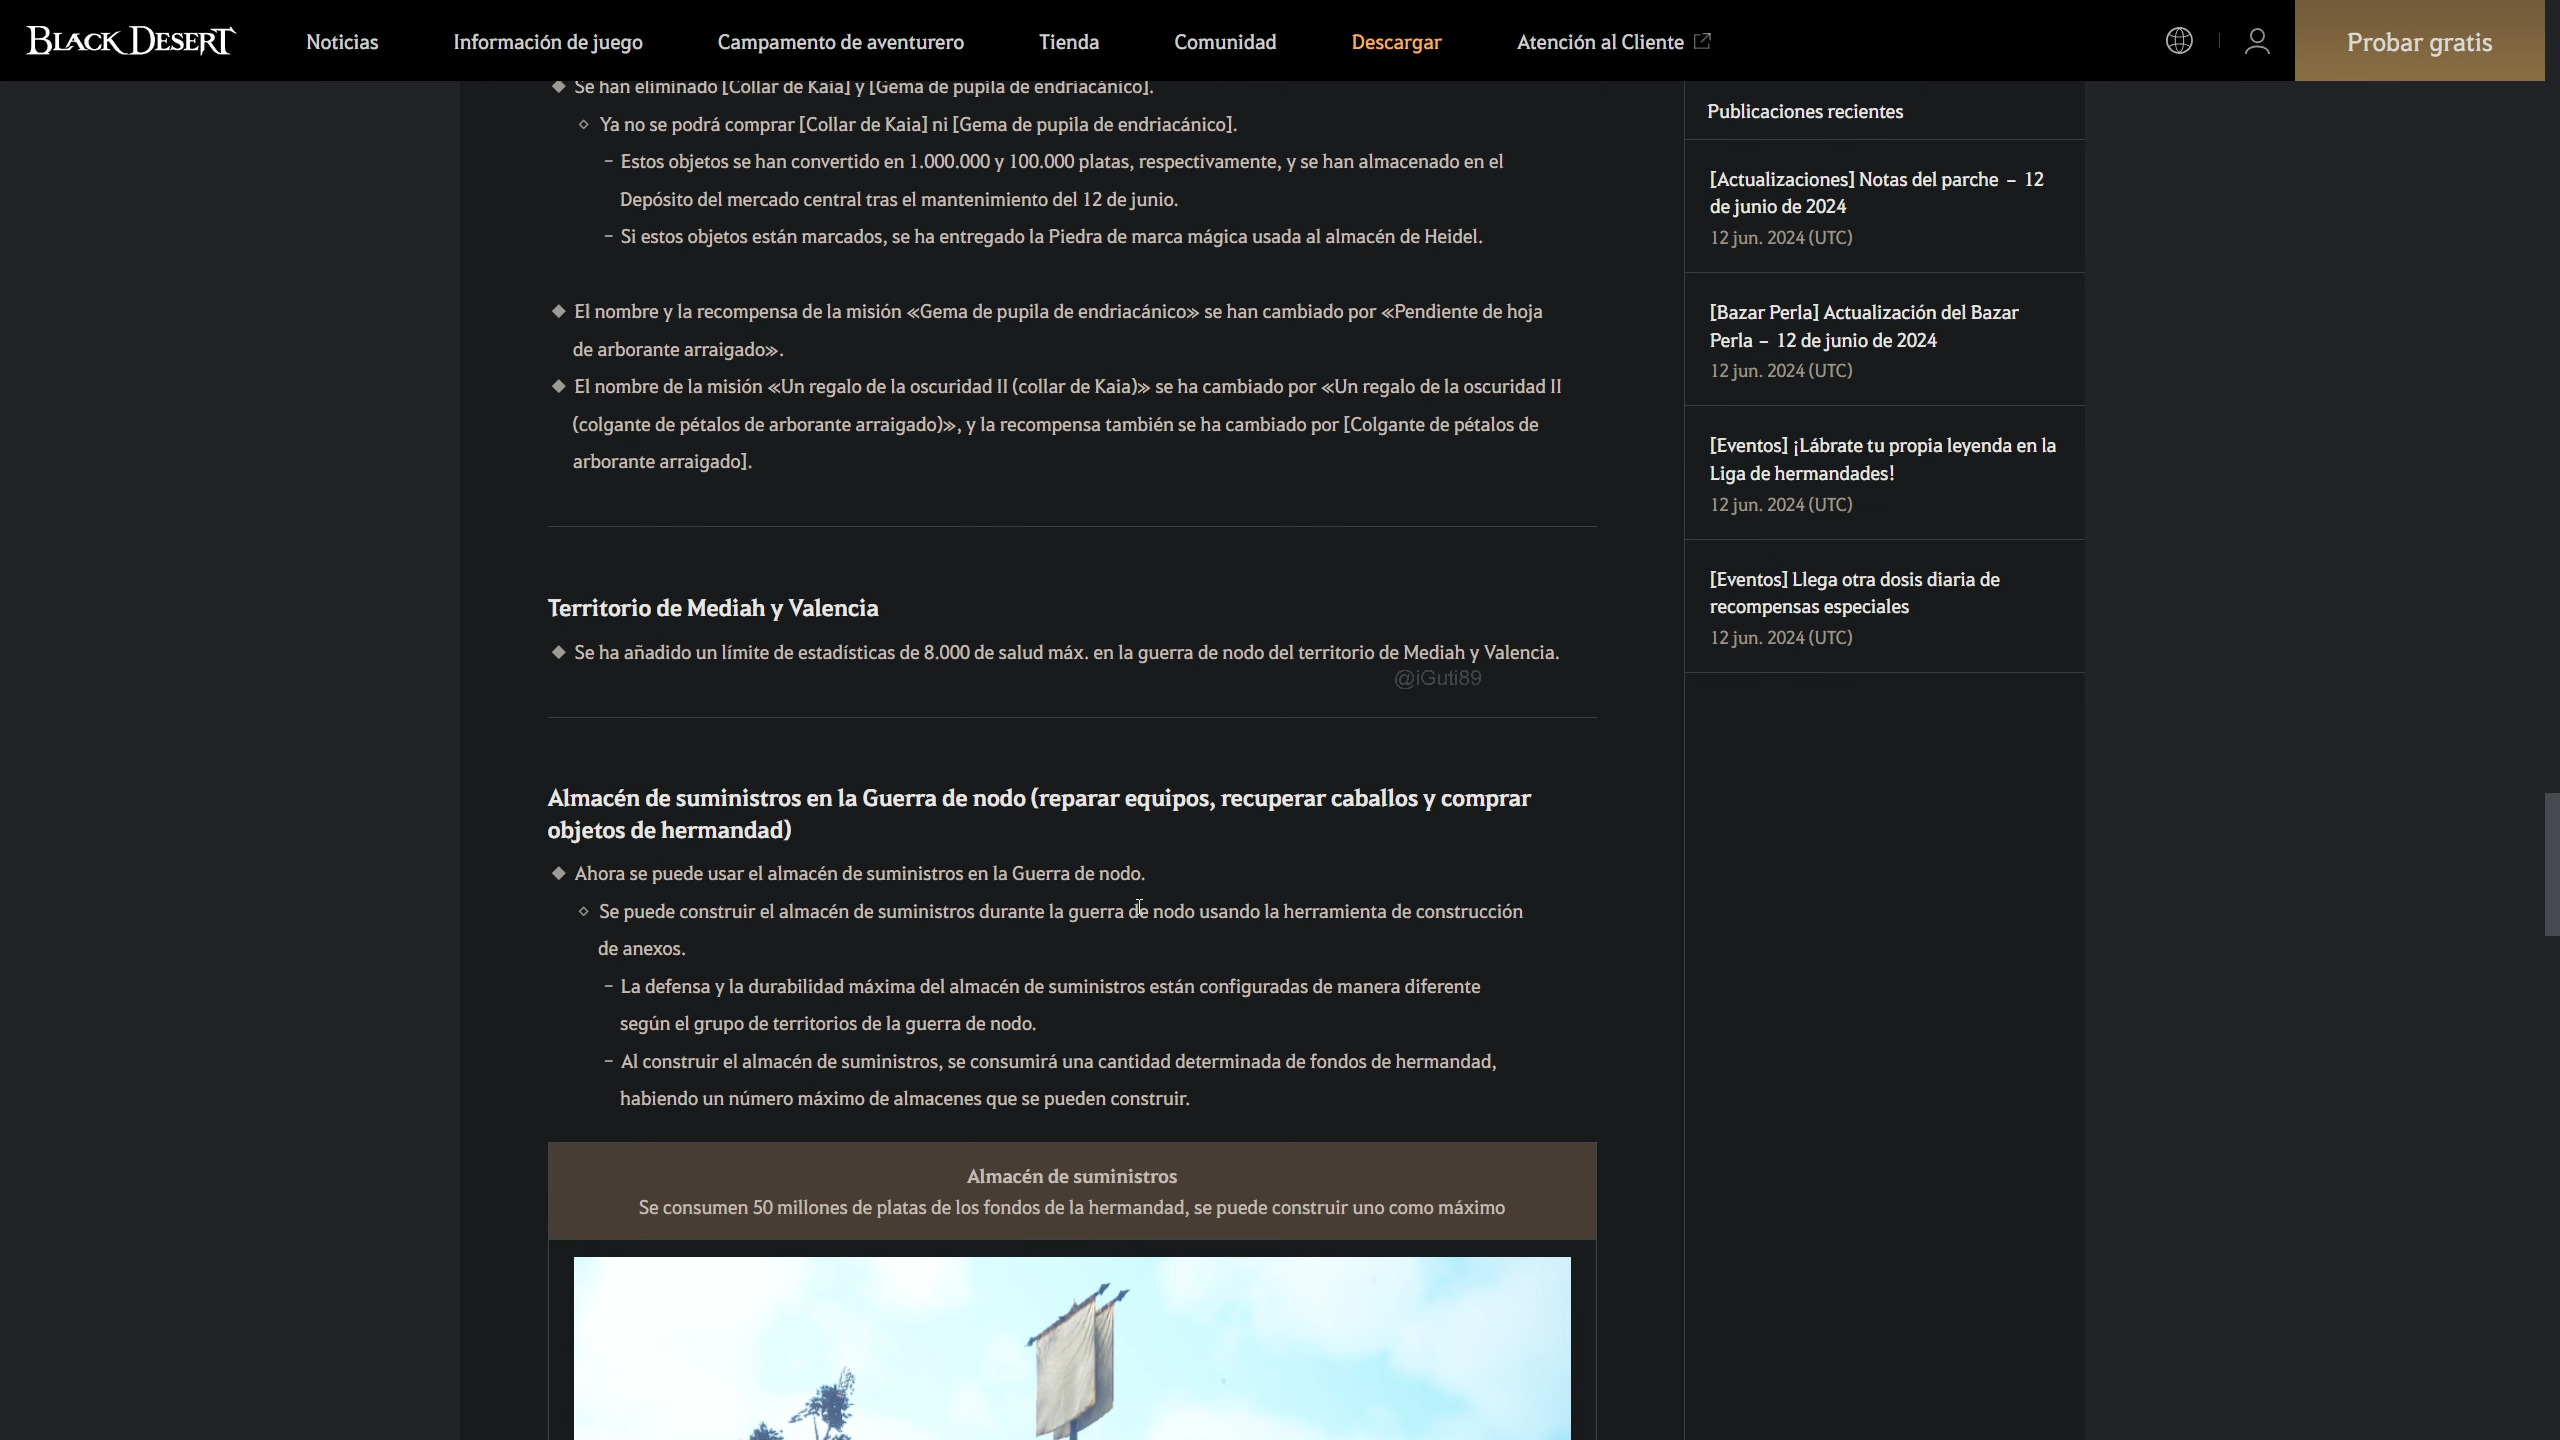 BLACK DESERT
Noticias
Información de juego
Campamento de aventurero
Tienda
Comunidad
Descargar
Atención al Cliente
Probar gratis
◆ Se han eliminado [Collar de Kaia] y [Gema de pupila de endriacánico].
◇ Ya no se podrá comprar [Collar de Kaia] ni [Gema de pupila de endriacánico].
– Estos objetos se han convertido en 1.000.000 y 100.000 platas, respectivamente, y se han almacenado en el
Depósito del mercado central tras el mantenimiento del 12 de junio.
– Si estos objetos están marcados, se ha entregado la Piedra de marca mágica usada al almacén de Heidel.
◆ El nombre y la recompensa de la misión «Gema de pupila de endriacánico» se han cambiado por «Pendiente de hoja
de arborante arraigado».
◆ El nombre de la misión «Un regalo de la oscuridad II (collar de Kaia)» se ha cambiado por «Un regalo de la oscuridad II
(colgante de pétalos de arborante arraigado)», y la recompensa también se ha cambiado por [Colgante de pétalos de
arborante arraigado].
Territorio de Mediah y Valencia
◆ Se ha añadido un límite de estadísticas de 8.000 de salud máx. en la guerra de nodo del territorio de Mediah y Valencia.
@iGuti89
Almacén de suministros en la Guerra de nodo (reparar equipos, recuperar caballos y comprar
objetos de hermandad)
◆ Ahora se puede usar el almacén de suministros en la Guerra de nodo.
◇ Se puede construir el almacén de suministros durante la guerra de nodo usando la herramienta de construcción
de anexos.
– La defensa y la durabilidad máxima del almacén de suministros están configuradas de manera diferente
según el grupo de territorios de la guerra de nodo.
– Al construir el almacén de suministros, se consumirá una cantidad determinada de fondos de hermandad,
habiendo un número máximo de almacenes que se pueden construir.
Almacén de suministros
Se consumen 50 millones de platas de los fondos de la hermandad, se puede construir uno como máximo
Publicaciones recientes
[Actualizaciones] Notas del parche – 12
de junio de 2024
12 jun. 2024 (UTC)
[Bazar Perla] Actualización del Bazar
Perla – 12 de junio de 2024
12 jun. 2024 (UTC)
[Eventos] ¡Lábrate tu propia leyenda en la
Liga de hermandades!
12 jun. 2024 (UTC)
[Eventos] Llega otra dosis diaria de
recompensas especiales
12 jun. 2024 (UTC)